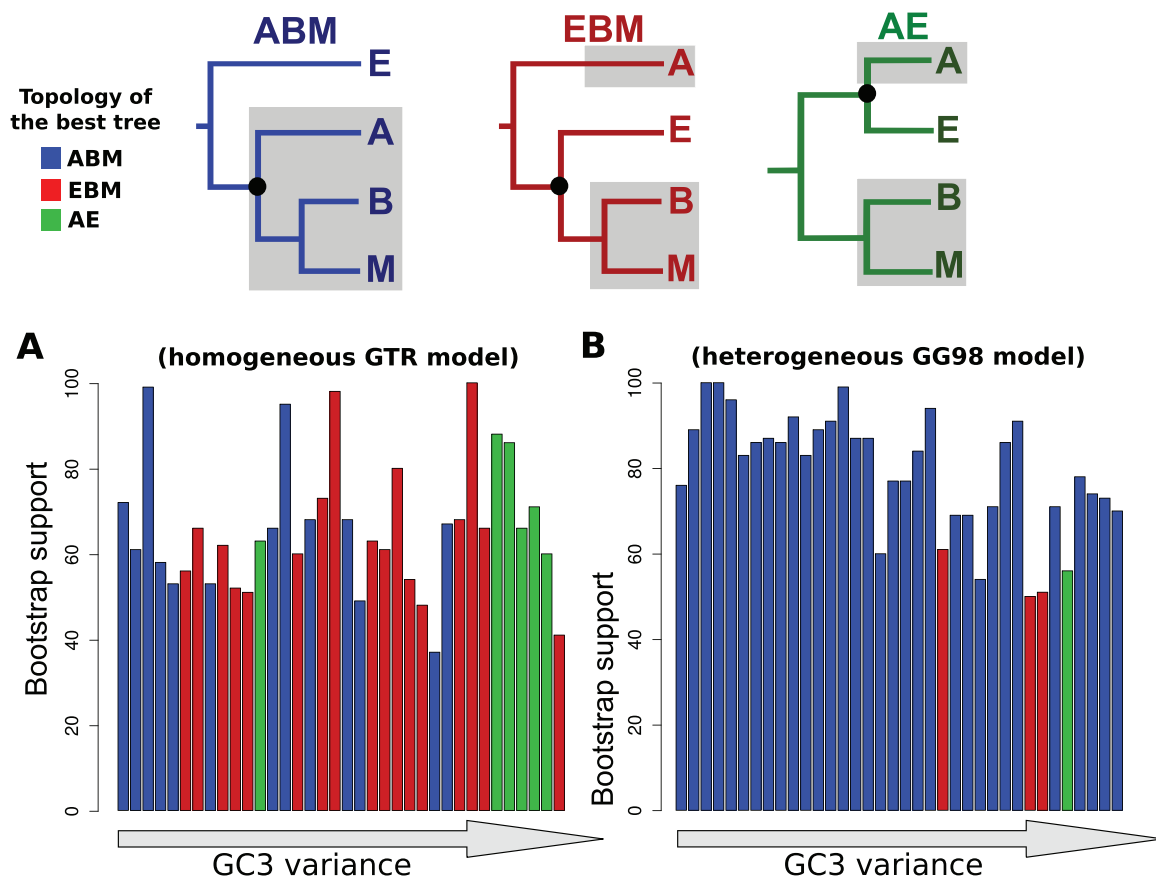 ABM
EBM
AE
Topology of
the best tree
ABM
EBM
AE
E
A
B
M
A
E
B
M
A
E
B
M
A
(homogeneous GTR model)
Bootstrap support
0
20
40
60
80
100
GC3 variance
B
(heterogeneous GG98 model)
Bootstrap support
0
20
40
60
80
100
GC3 variance